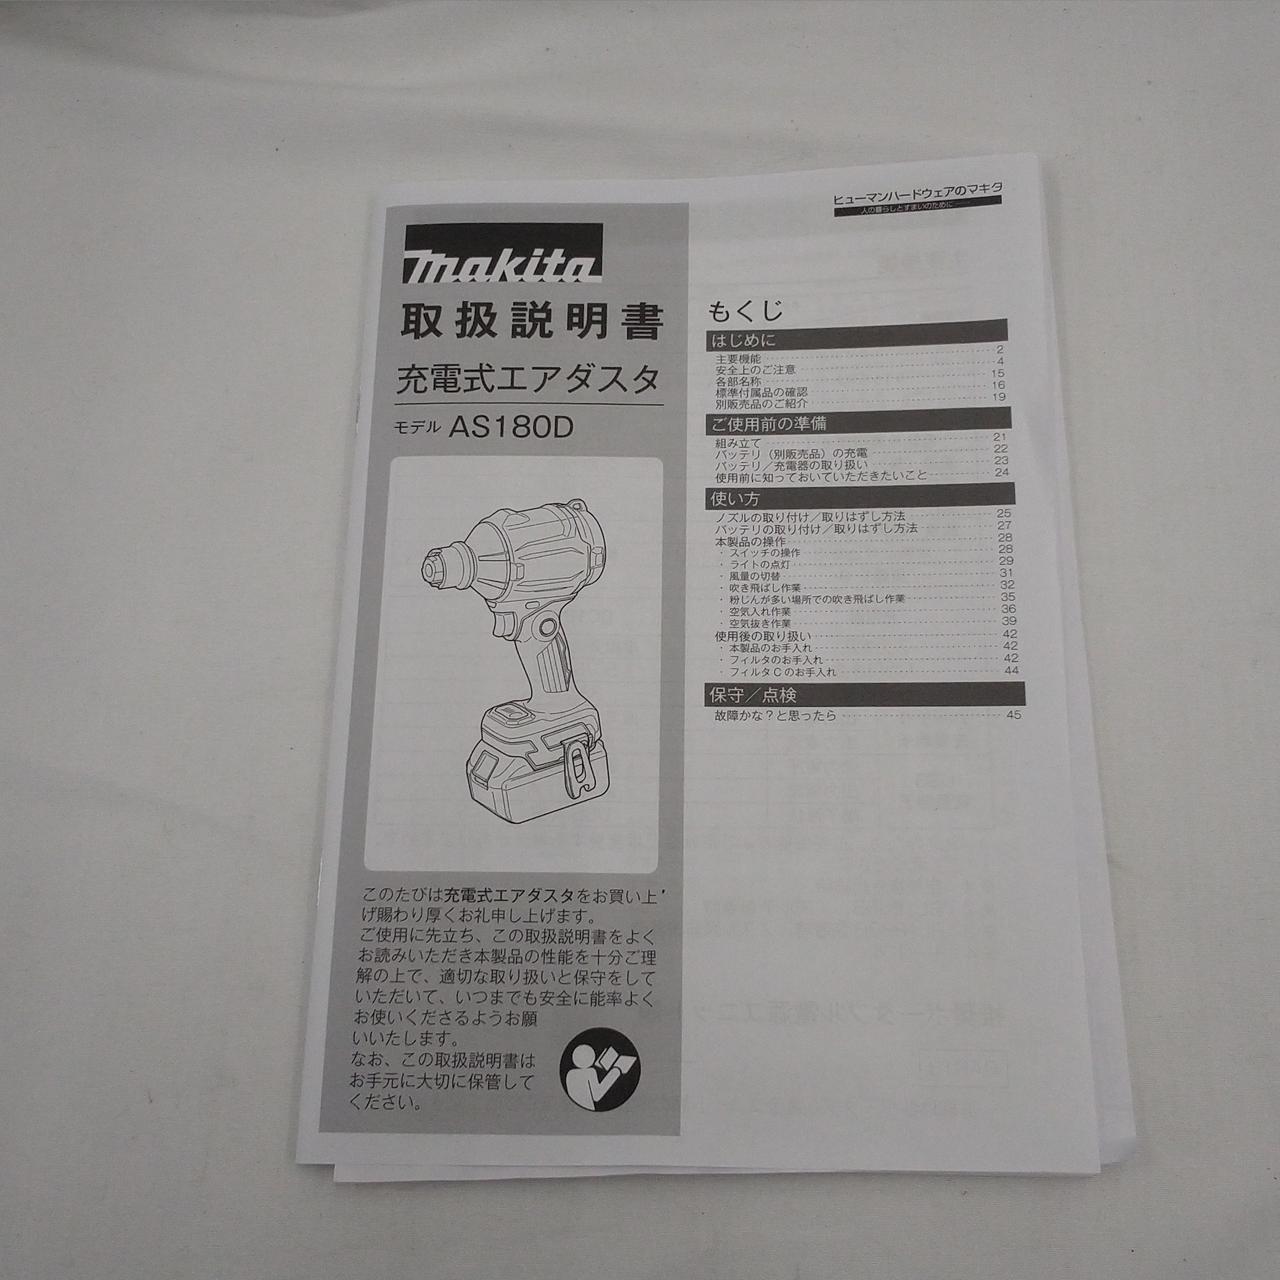 makita
取扱説明書
充電式エアダスタ
モデル AS180D
このたびは充電式エアダスタをお買い上
げ賜わり厚くお礼申し上げます。
ご使用に先立ち、この取扱説明書をよく
お読みいただき本製品の性能を十分ご理
解の上で、適切な取り扱いと保守をして
いただいて、いつまでも安全に能率よく
お使いくださるようお願
いいたします。
なお、この取扱説明書は
お手元に大切に保管して
ください。
ヒューマンハードウェアのマキタ
人の暮らしとすまいのために
もくじ
はじめに
主要機能 2
安全上のご注意 4
各部名称 15
標準付属品の確認 16
別販売品のご紹介 19
ご使用前の準備
組み立て 21
バッテリ(別販売品)の充電 22
バッテリ/充電器の取り扱い 23
使用前に知っておいていただきたいこと 24
使い方
ノズルの取り付け/取りはずし方法 25
バッテリの取り付け/取りはずし方法 27
本製品の操作 28
・ スイッチの操作 28
・ ライトの点灯 29
・ 風量の切替 31
・ 吹き飛ばし作業 32
・ 粉じんが多い場所での吹き飛ばし作業 35
・ 空気入れ作業 36
・ 空気抜き作業 39
使用後の取り扱い 42
・ 本製品のお手入れ 42
・ フィルタのお手入れ 42
・ フィルタCのお手入れ 44
保守/点検
故障かな?と思ったら 45